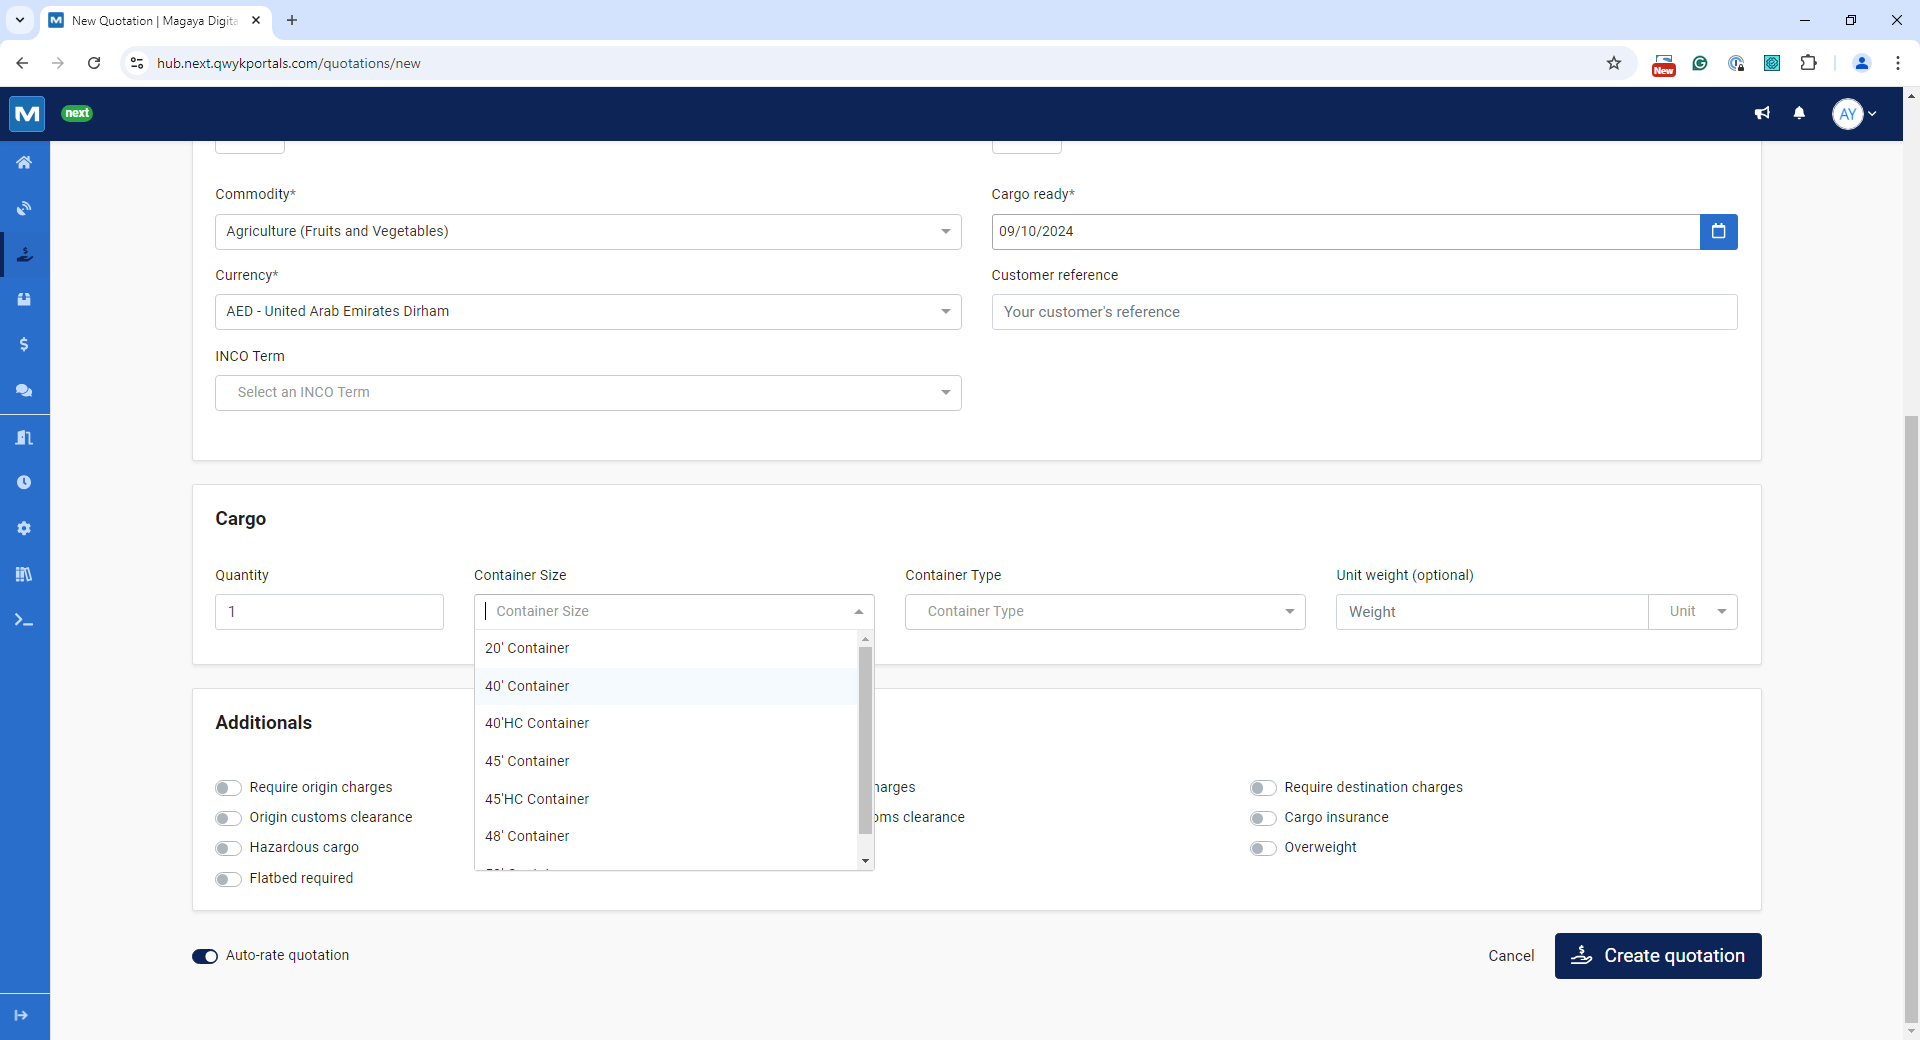 New Quotation | Magaya Digita
hub.next.qwykportals.com/quotations/new
New
M next
AY
Commodity*
Cargo ready*
Agriculture (Fruits and Vegetables)
09/10/2024
Currency*
Customer reference
AED - United Arab Emirates Dirham
Your customer's reference
INCO Term
Select an INCO Term
Cargo
Quantity
Container Size
Container Type
Unit weight (optional)
1
Container Size
Container Type
Weight
Unit
20' Container
40' Container
40'HC Container
45' Container
45'HC Container
48' Container
Additionals
Require origin charges
harges
Require destination charges
Origin customs clearance
oms clearance
Cargo insurance
Hazardous cargo
Overweight
Flatbed required
Auto-rate quotation
Cancel
Create quotation